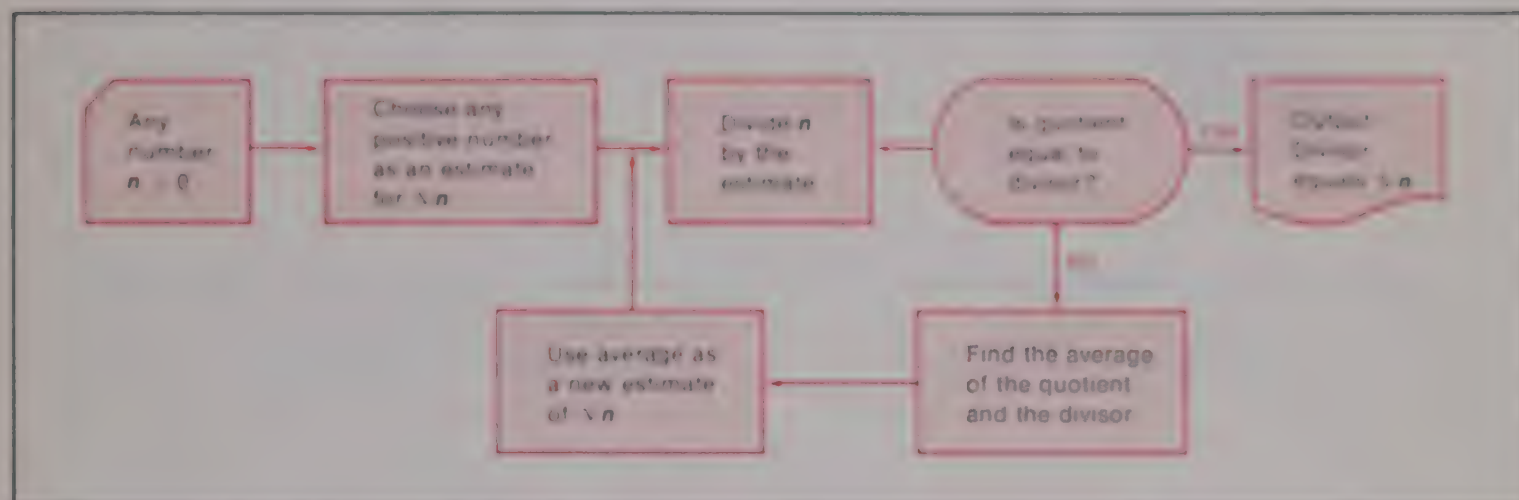 Any
number
n > 0
Choose any
positive number
as an estimate
for √n
Divide n
by the
estimate
Is quotient
equal to
divisor?
yes
Output
Divisor
equals √n
no
Use average as
a new estimate
of √n
Find the average
of the quotient
and the divisor